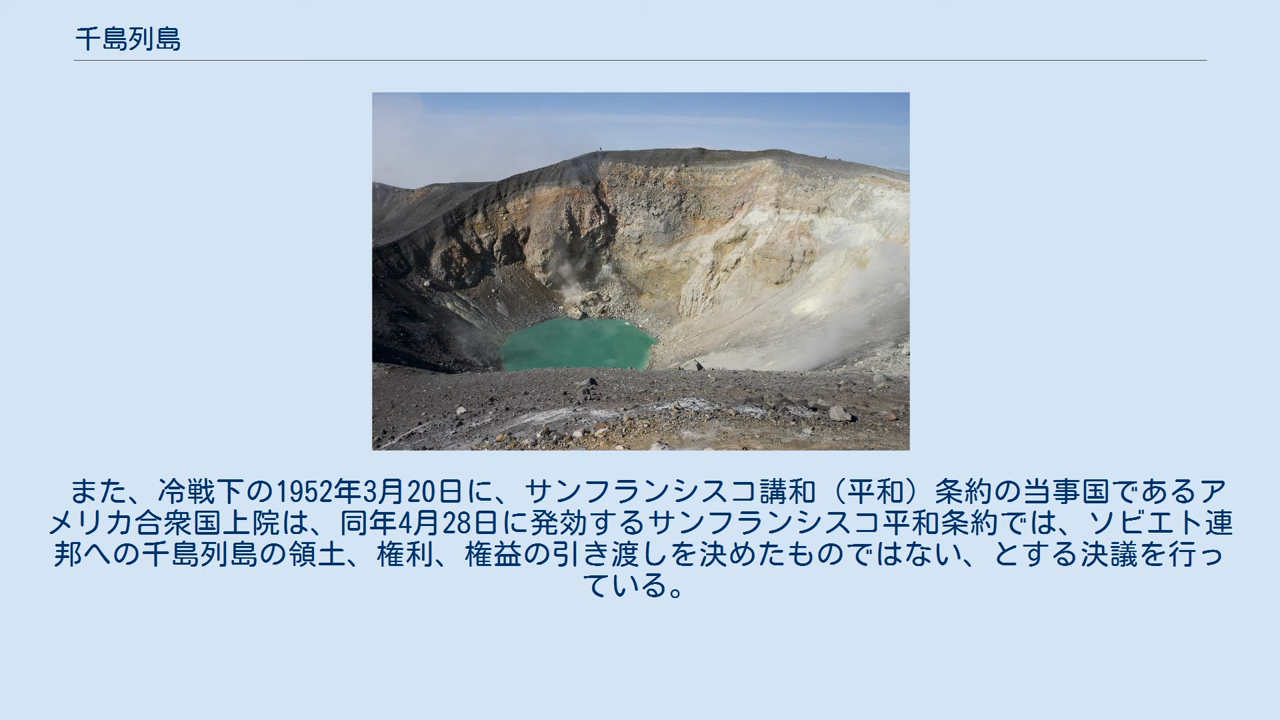 千島列島
また、冷戦下の1952年3月20日に、サンフランシスコ講和（平和）条約の当事国であるア
メリカ合衆国上院は、同年4月28日に発効するサンフランシスコ平和条約では、ソビエト連
邦への千島列島の領土、権利、権益の引き渡しを決めたものではない、とする決議を行っ
ている。